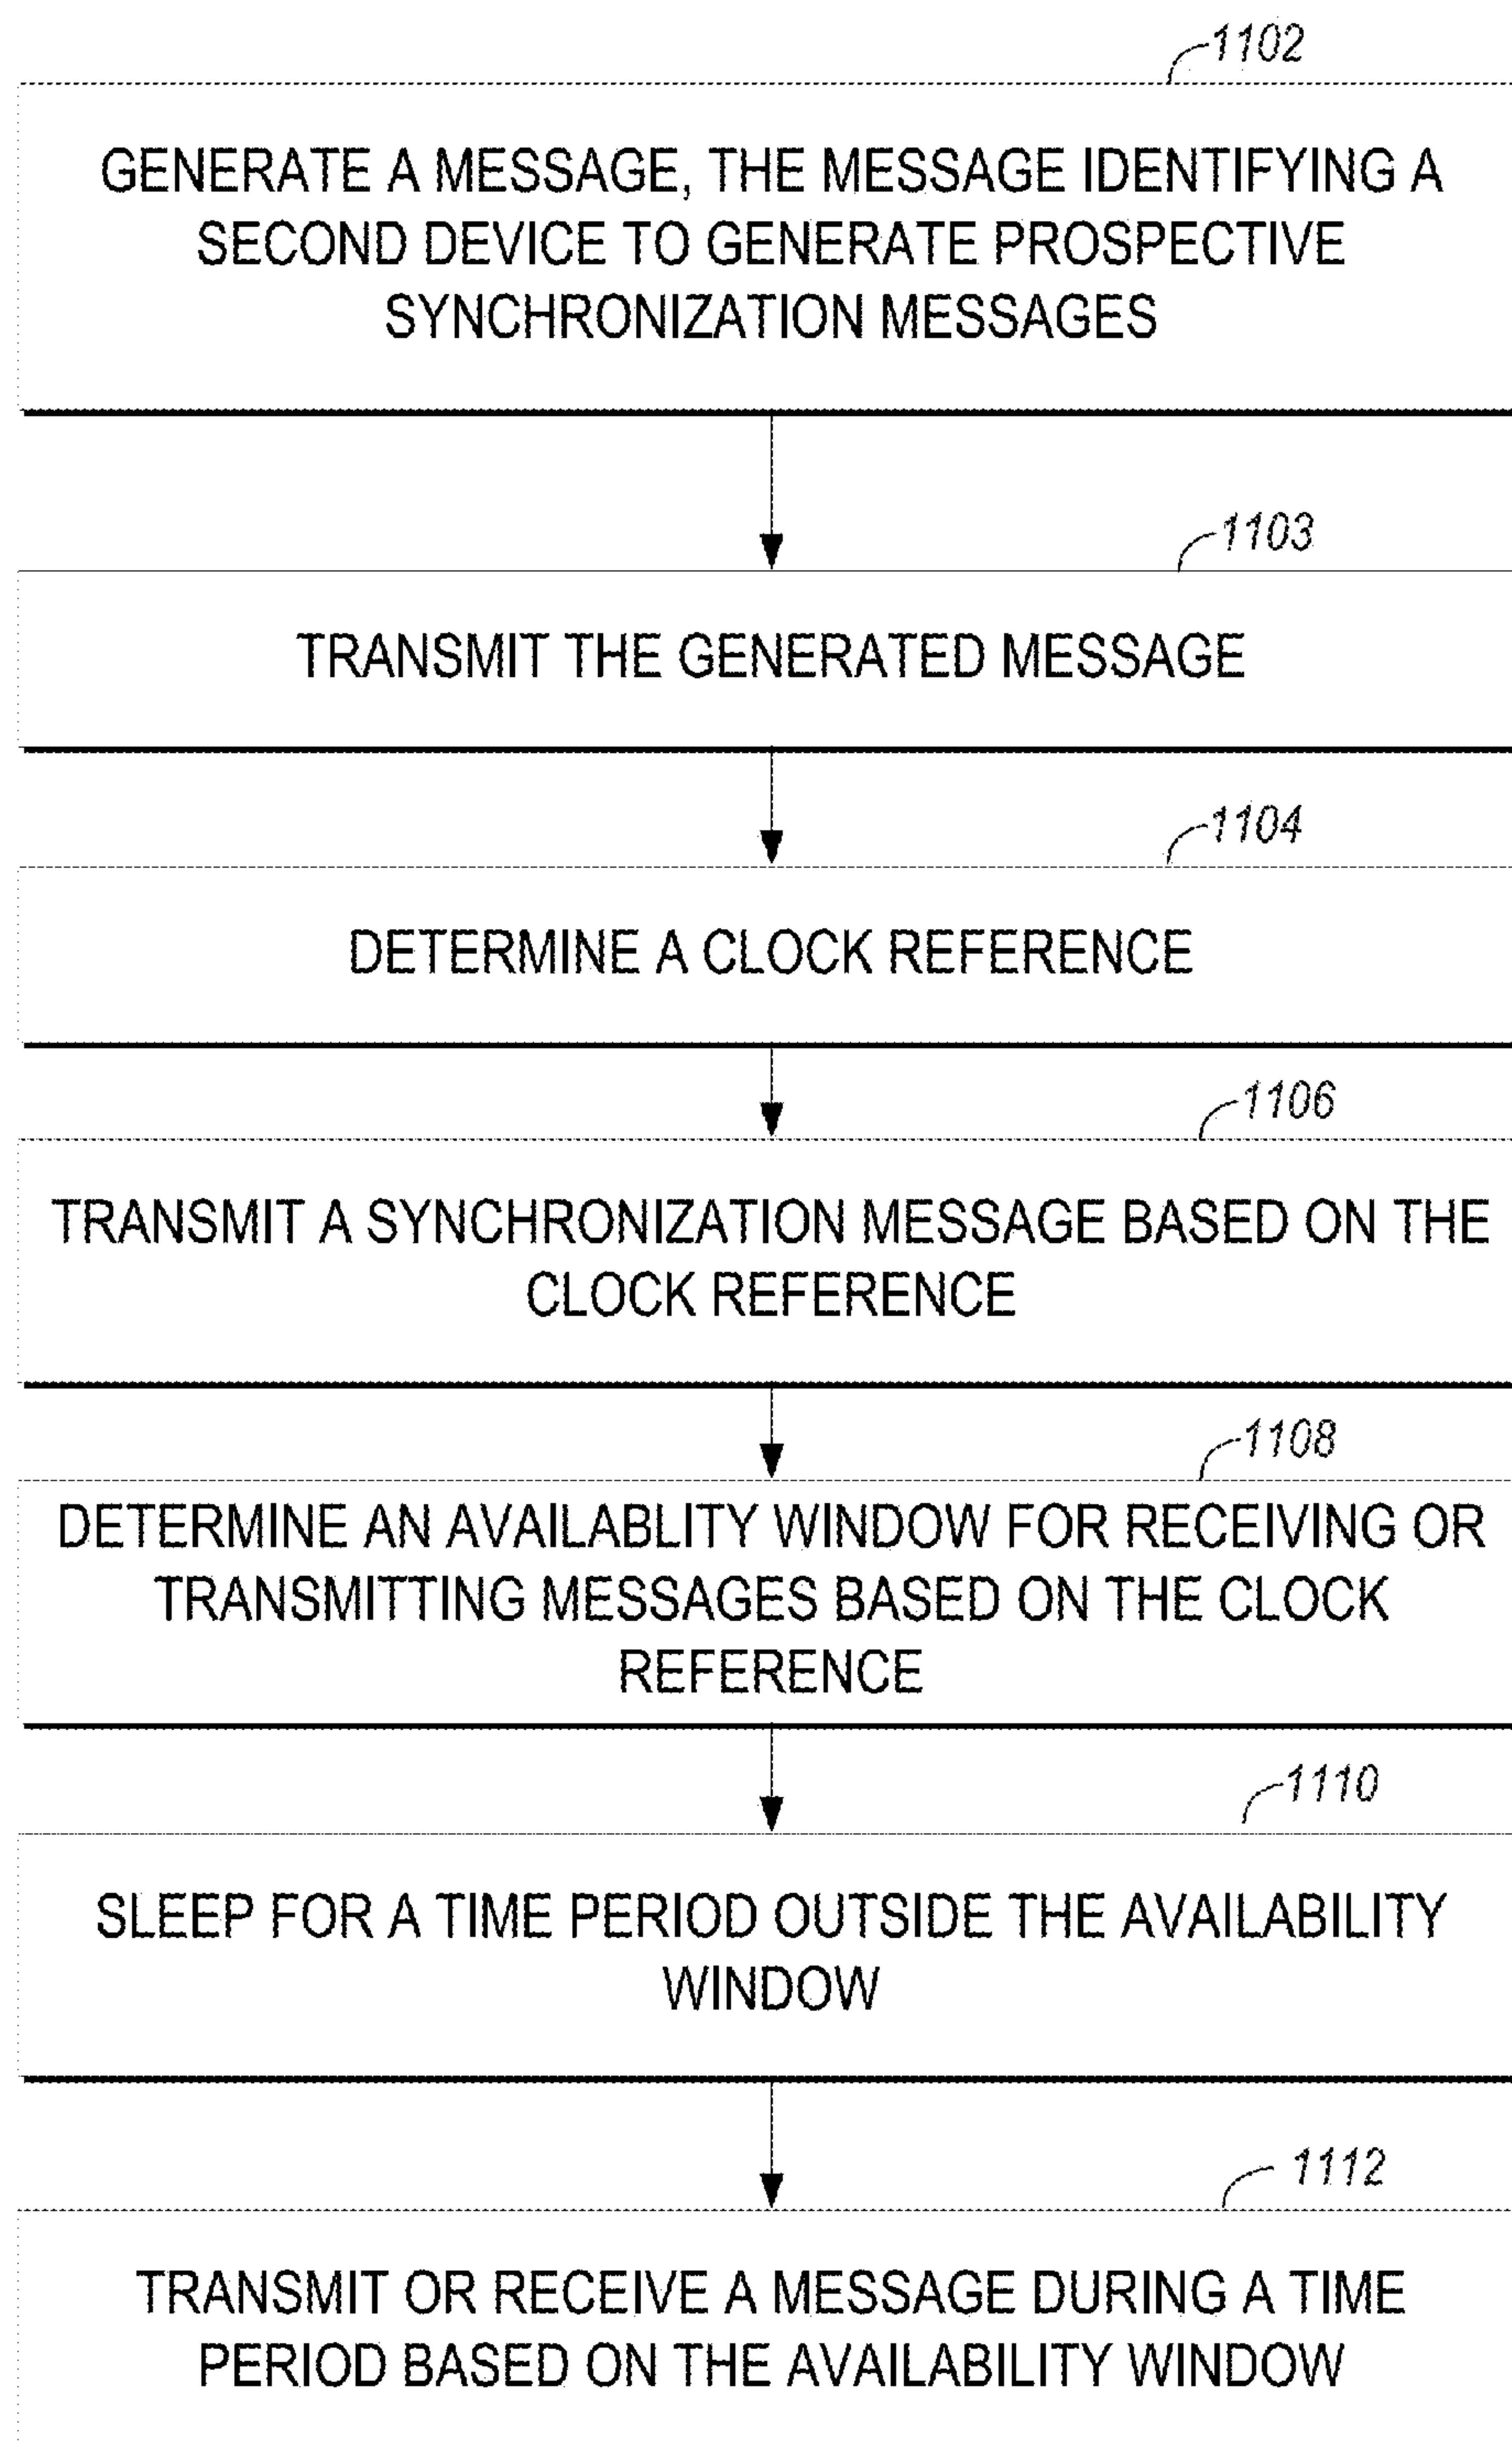 1102
GENERATE A MESSAGE, THE MESSAGE IDENTIFYING A
SECOND DEVICE TO GENERATE PROSPECTIVE
SYNCHRONIZATION MESSAGES
1103
TRANSMIT THE GENERATED MESSAGE
1104
DETERMINE A CLOCK REFERENCE
1106
TRANSMIT A SYNCHRONIZATION MESSAGE BASED ON THE
CLOCK REFERENCE
1108
DETERMINE AN AVAILABLITY WINDOW FOR RECEIVING OR
TRANSMITTING MESSAGES BASED ON THE CLOCK
REFERENCE
1110
SLEEP FOR A TIME PERIOD OUTSIDE THE AVAILABILITY
WINDOW
1112
TRANSMIT OR RECEIVE A MESSAGE DURING A TIME
PERIOD BASED ON THE AVAILABILITY WINDOW